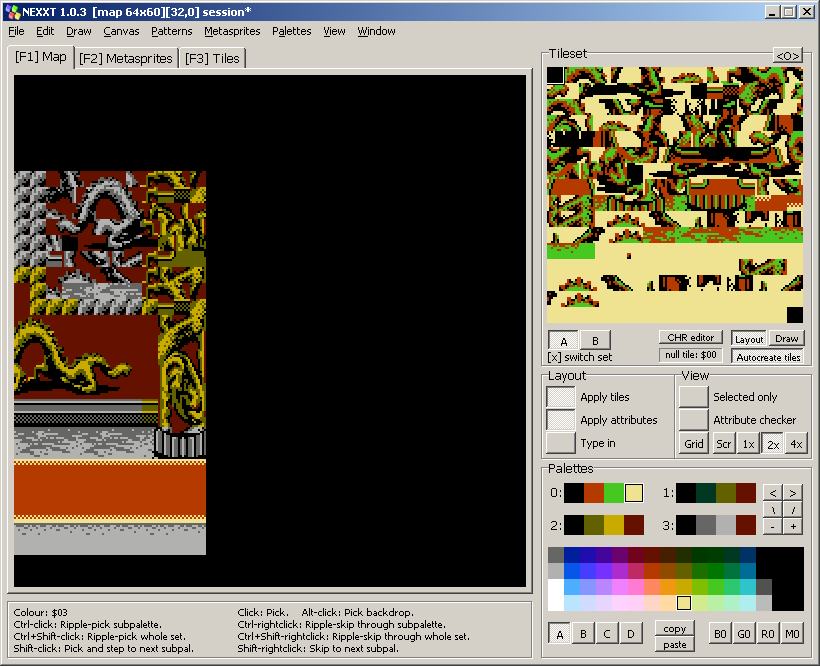 NEXXT 1.0.3 [map 64x60][32,0] session*
File Edit Draw Canvas Patterns Metasprites Palettes View Window
[F1] Map [F2] Metasprites [F3] Tiles
Tileset <O>
A B CHR editor Layout Draw
[x] switch set null tile: $00 Autocreate tiles
Layout View
Apply tiles Selected only
Apply attributes Attribute checker
Type in Grid Scr 1x 2x 4x
Palettes
0: 1: < >
\ /
2: 3: - +
Colour: $03 Click: Pick. Alt-click: Pick backdrop.
Ctrl-click: Ripple-pick subpalette. Ctrl-rightclick: Ripple-skip through subpalette.
Ctrl+Shift-click: Ripple-pick whole set. Ctrl+Shift-rightclick: Ripple-skip through whole set.
Shift-click: Pick and step to next subpal. Shift-rightclick: Skip to next subpal.
A B C D copy B0 G0 R0 M0
paste